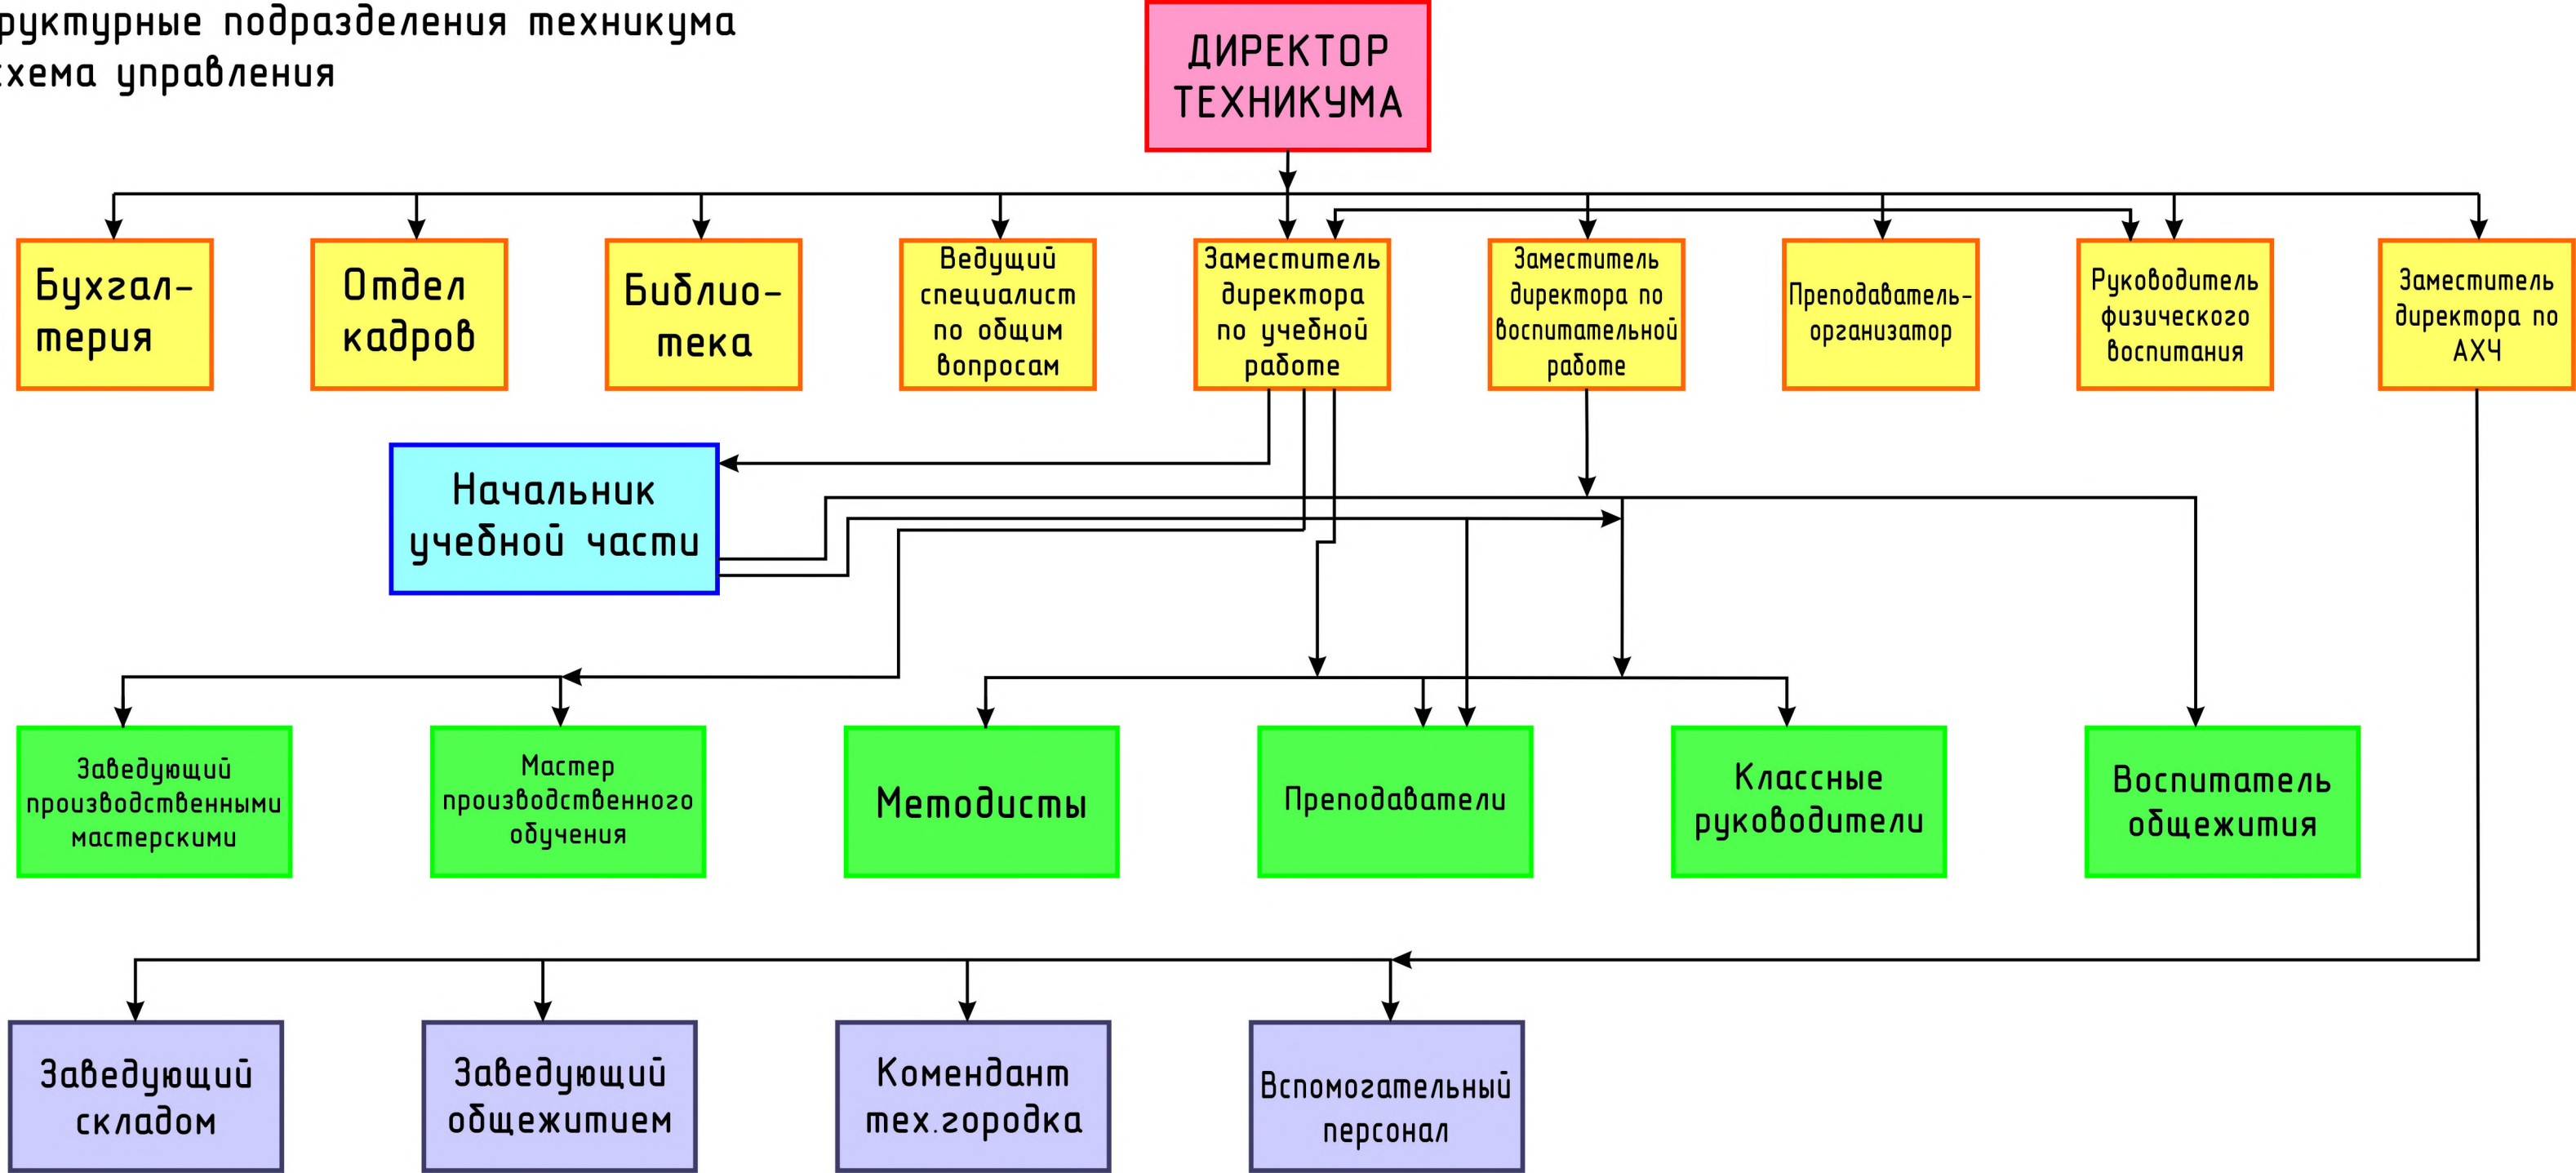 руктурные подразделения техникума
схема управления
ДИРЕКТОР
ТЕХНИКУМА
Бухгал-
терия
Отдел
кадров
Библио-
тека
Ведущий
специалист
по общим
вопросам
Заместитель
директора
по учебной
работе
Заместитель
директора по
воспитательной
работе
Преподаватель-
организатор
Руководитель
физического
воспитания
Заместитель
директора по
АХЧ
Начальник
учебной части
Заведующий
производственными
мастерскими
Мастер
производственного
обучения
Методисты
Преподаватели
Классные
руководители
Воспитатель
общежития
Заведующий
складом
Заведующий
общежитием
Комендант
тех.городка
Вспомогательный
персонал